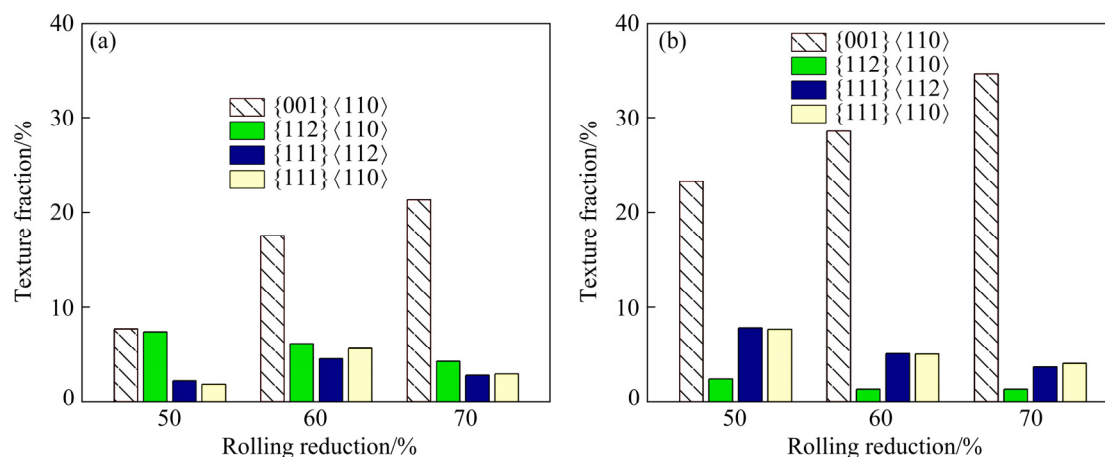 (a)
Texture fraction/%
40
30
20
10
0
{001}⟨110⟩
{112}⟨110⟩
{111}⟨112⟩
{111}⟨110⟩
50 60 70
Rolling reduction/%
(b)
Texture fraction/%
40
30
20
10
0
{001}⟨110⟩
{112}⟨110⟩
{111}⟨112⟩
{111}⟨110⟩
50 60 70
Rolling reduction/%